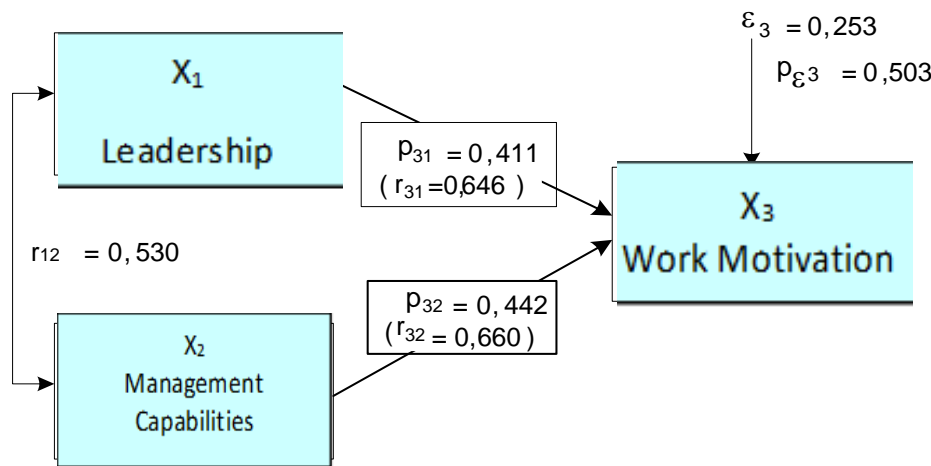 X₁
Leadership
r₁₂ = 0,530
X₂
Management
Capabilities
p₃₁ = 0,411
( r₃₁ =0,646 )
p₃₂ = 0,442
(r₃₂ = 0,660 )
ε ₃ = 0,253
p ε³ = 0,503
X₃
Work Motivation